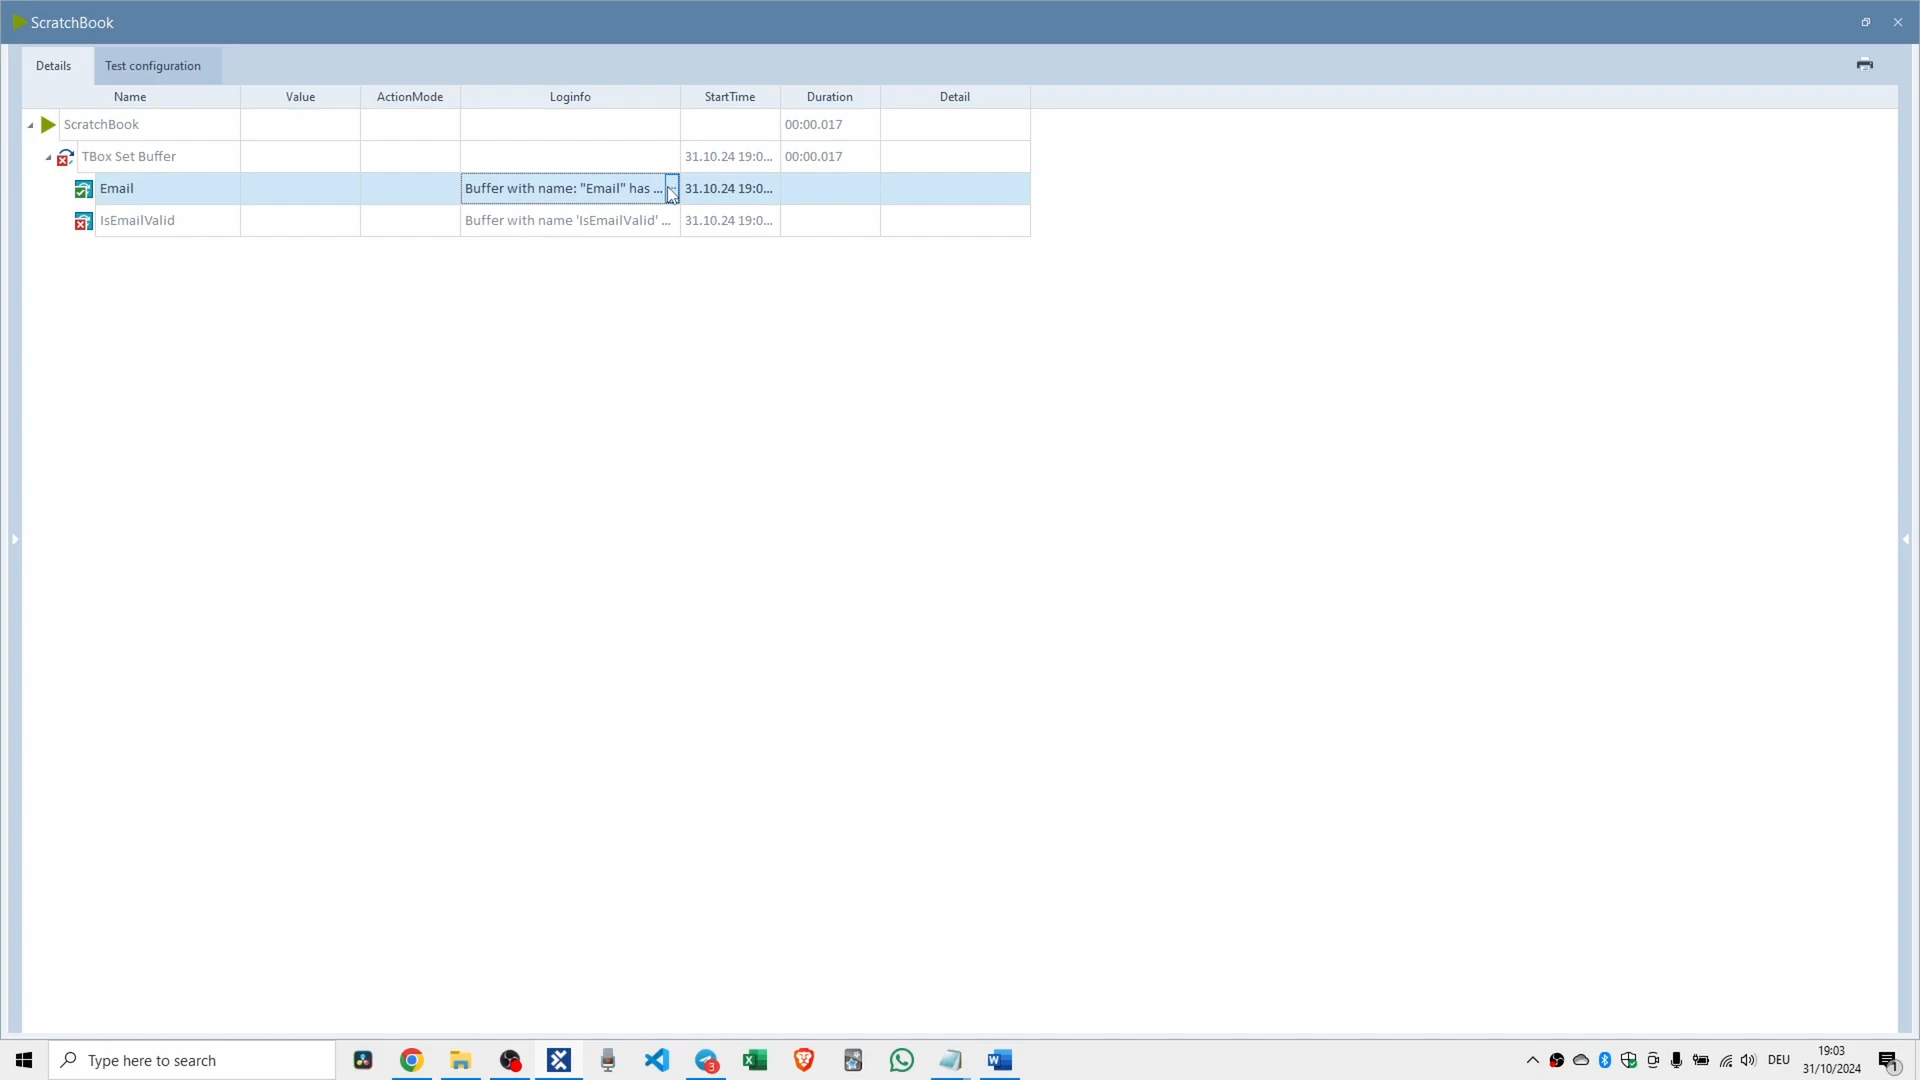 ScratchBook
Details Test configuration
Name Value ActionMode Loginfo StartTime Duration Detail
ScratchBook 00:00.017
TBox Set Buffer 31.10.24 19:0... 00:00.017
Email Buffer with name: "Email" has ... 31.10.24 19:0...
IsEmailValid Buffer with name 'IsEmailValid' ... 31.10.24 19:0...
Type here to search
3
DEU
19:03
31/10/2024
1